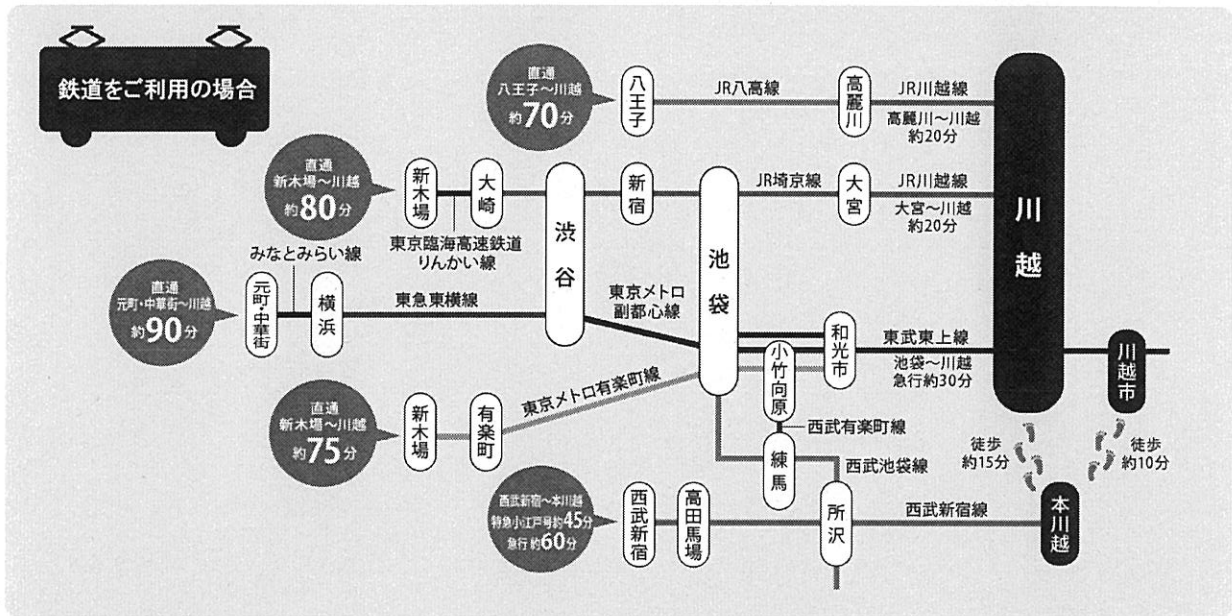 鉄道をご利用の場合
直通
八王子〜川越
約70分
八王子
JR八高線
高麗川
JR川越線
高麗川〜川越
約20分
直通
新木場〜川越
約80分
新木場
大崎
東京臨海高速鉄道
りんかい線
渋谷
新宿
池袋
JR埼京線
大宮
JR川越線
大宮〜川越
約20分
川越
みなとみらい線
直通
元町・中華街〜川越
約90分
元町・中華街
横浜
東急東横線
東京メトロ
副都心線
小竹向原
和光市
東武東上線
池袋〜川越
急行約30分
川越市
直通
新木場〜川越
約75分
新木場
有楽町
東京メトロ有楽町線
西武有楽町線
練馬
西武池袋線
徒歩
約15分
徒歩
約10分
西武新宿〜本川越
特急小江戸号約45分
急行 約60分
西武新宿
高田馬場
所沢
西武新宿線
本川越